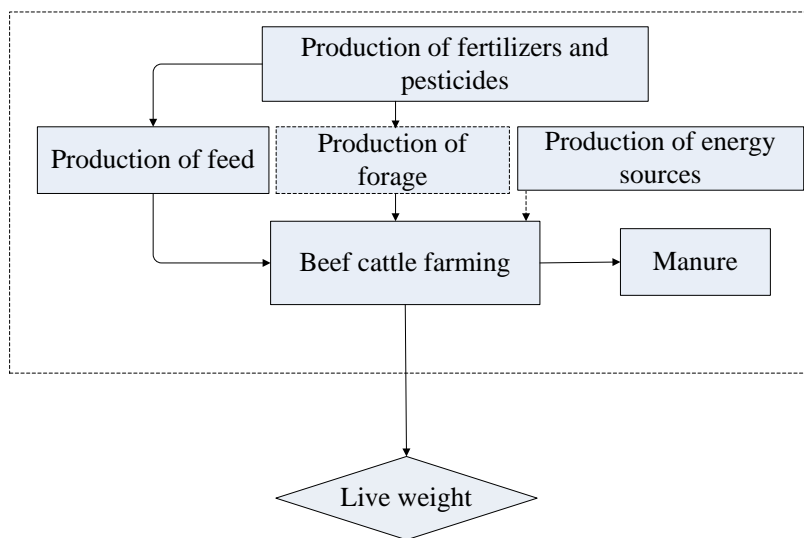 Production of fertilizers and
pesticides
Production of feed
Production of
forage
Production of energy
sources
Beef cattle farming
Manure
Live weight